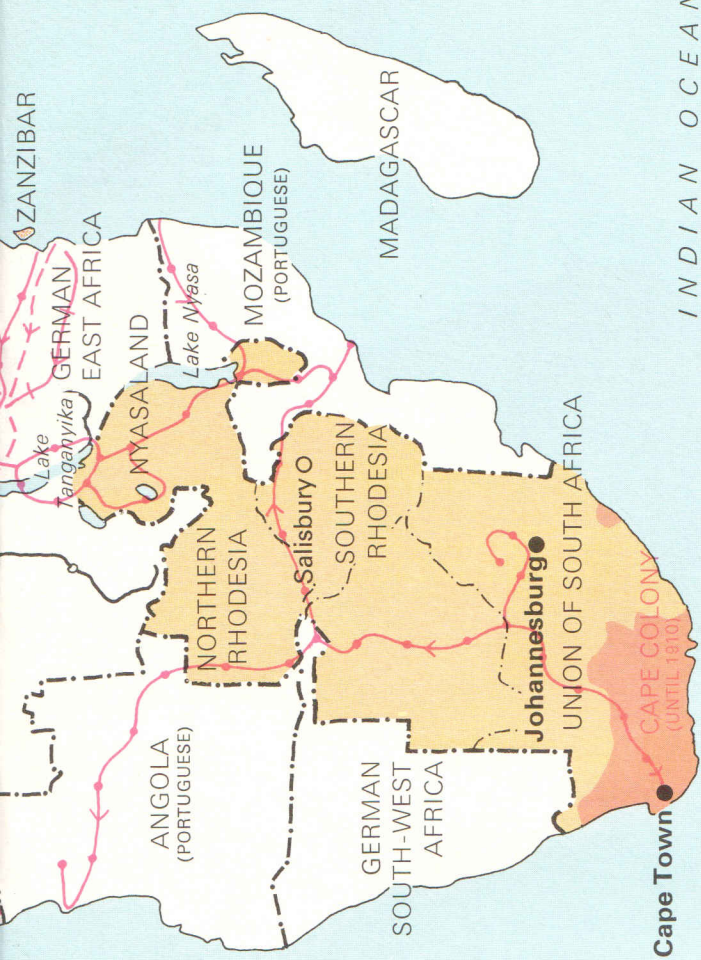 ZANZIBAR
GERMAN
EAST AFRICA
Lake
Tanganyika
NYASALAND
Lake Nyasa
MOZAMBIQUE
(PORTUGUESE)
MADAGASCAR
INDIAN OCEAN
NORTHERN
RHODESIA
Salisbury
SOUTHERN
RHODESIA
ANGOLA
(PORTUGUESE)
GERMAN
SOUTH-WEST
AFRICA
Johannesburg
UNION OF SOUTH AFRICA
CAPE COLONY
(UNTIL 1910)
Cape Town